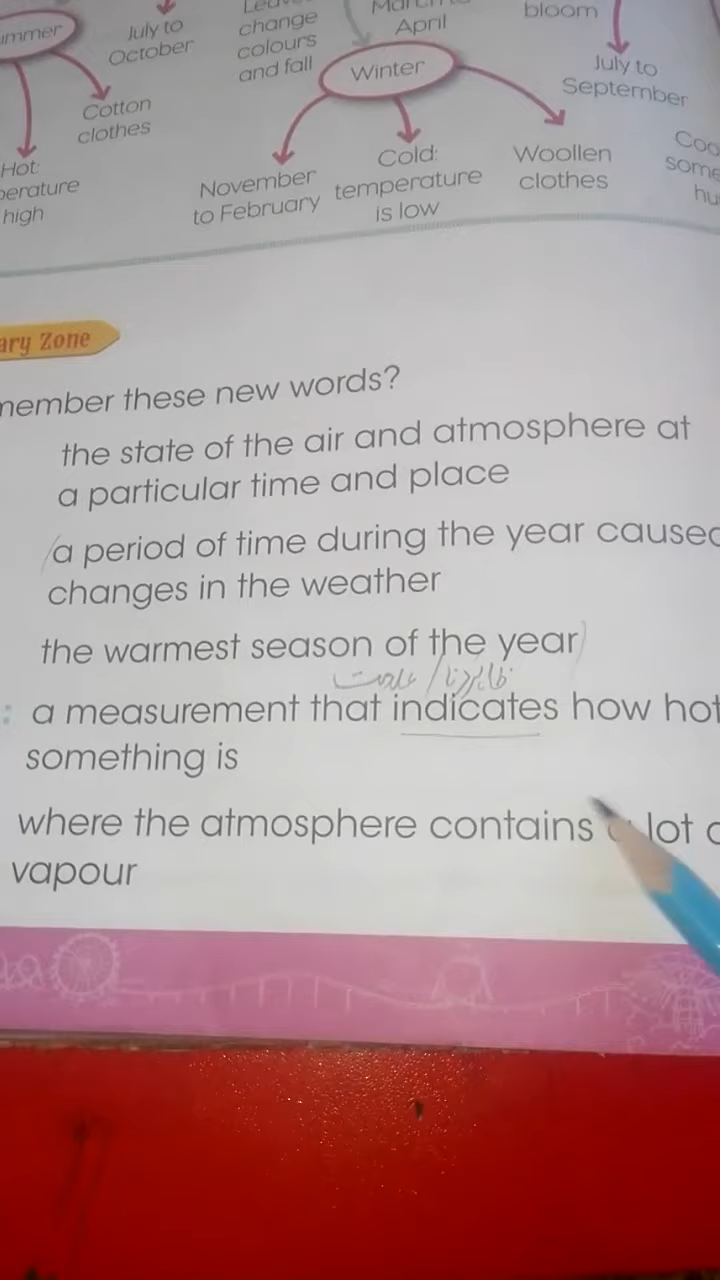 July to
October
change
colours
and fall
April
bloom
Winter
July to
September
Cotton
clothes
Hot:
high
November
to February
Cold:
temperature
is low
Woollen
clothes
Zone
these new words?
the state of the air and atmosphere at
a particular time and place
a period of time during the year caused
changes in the weather
the warmest season of the year
ظاہر کرنا / علامت
: a measurement that indicates how hot
something is
where the atmosphere contains a lot
vapour